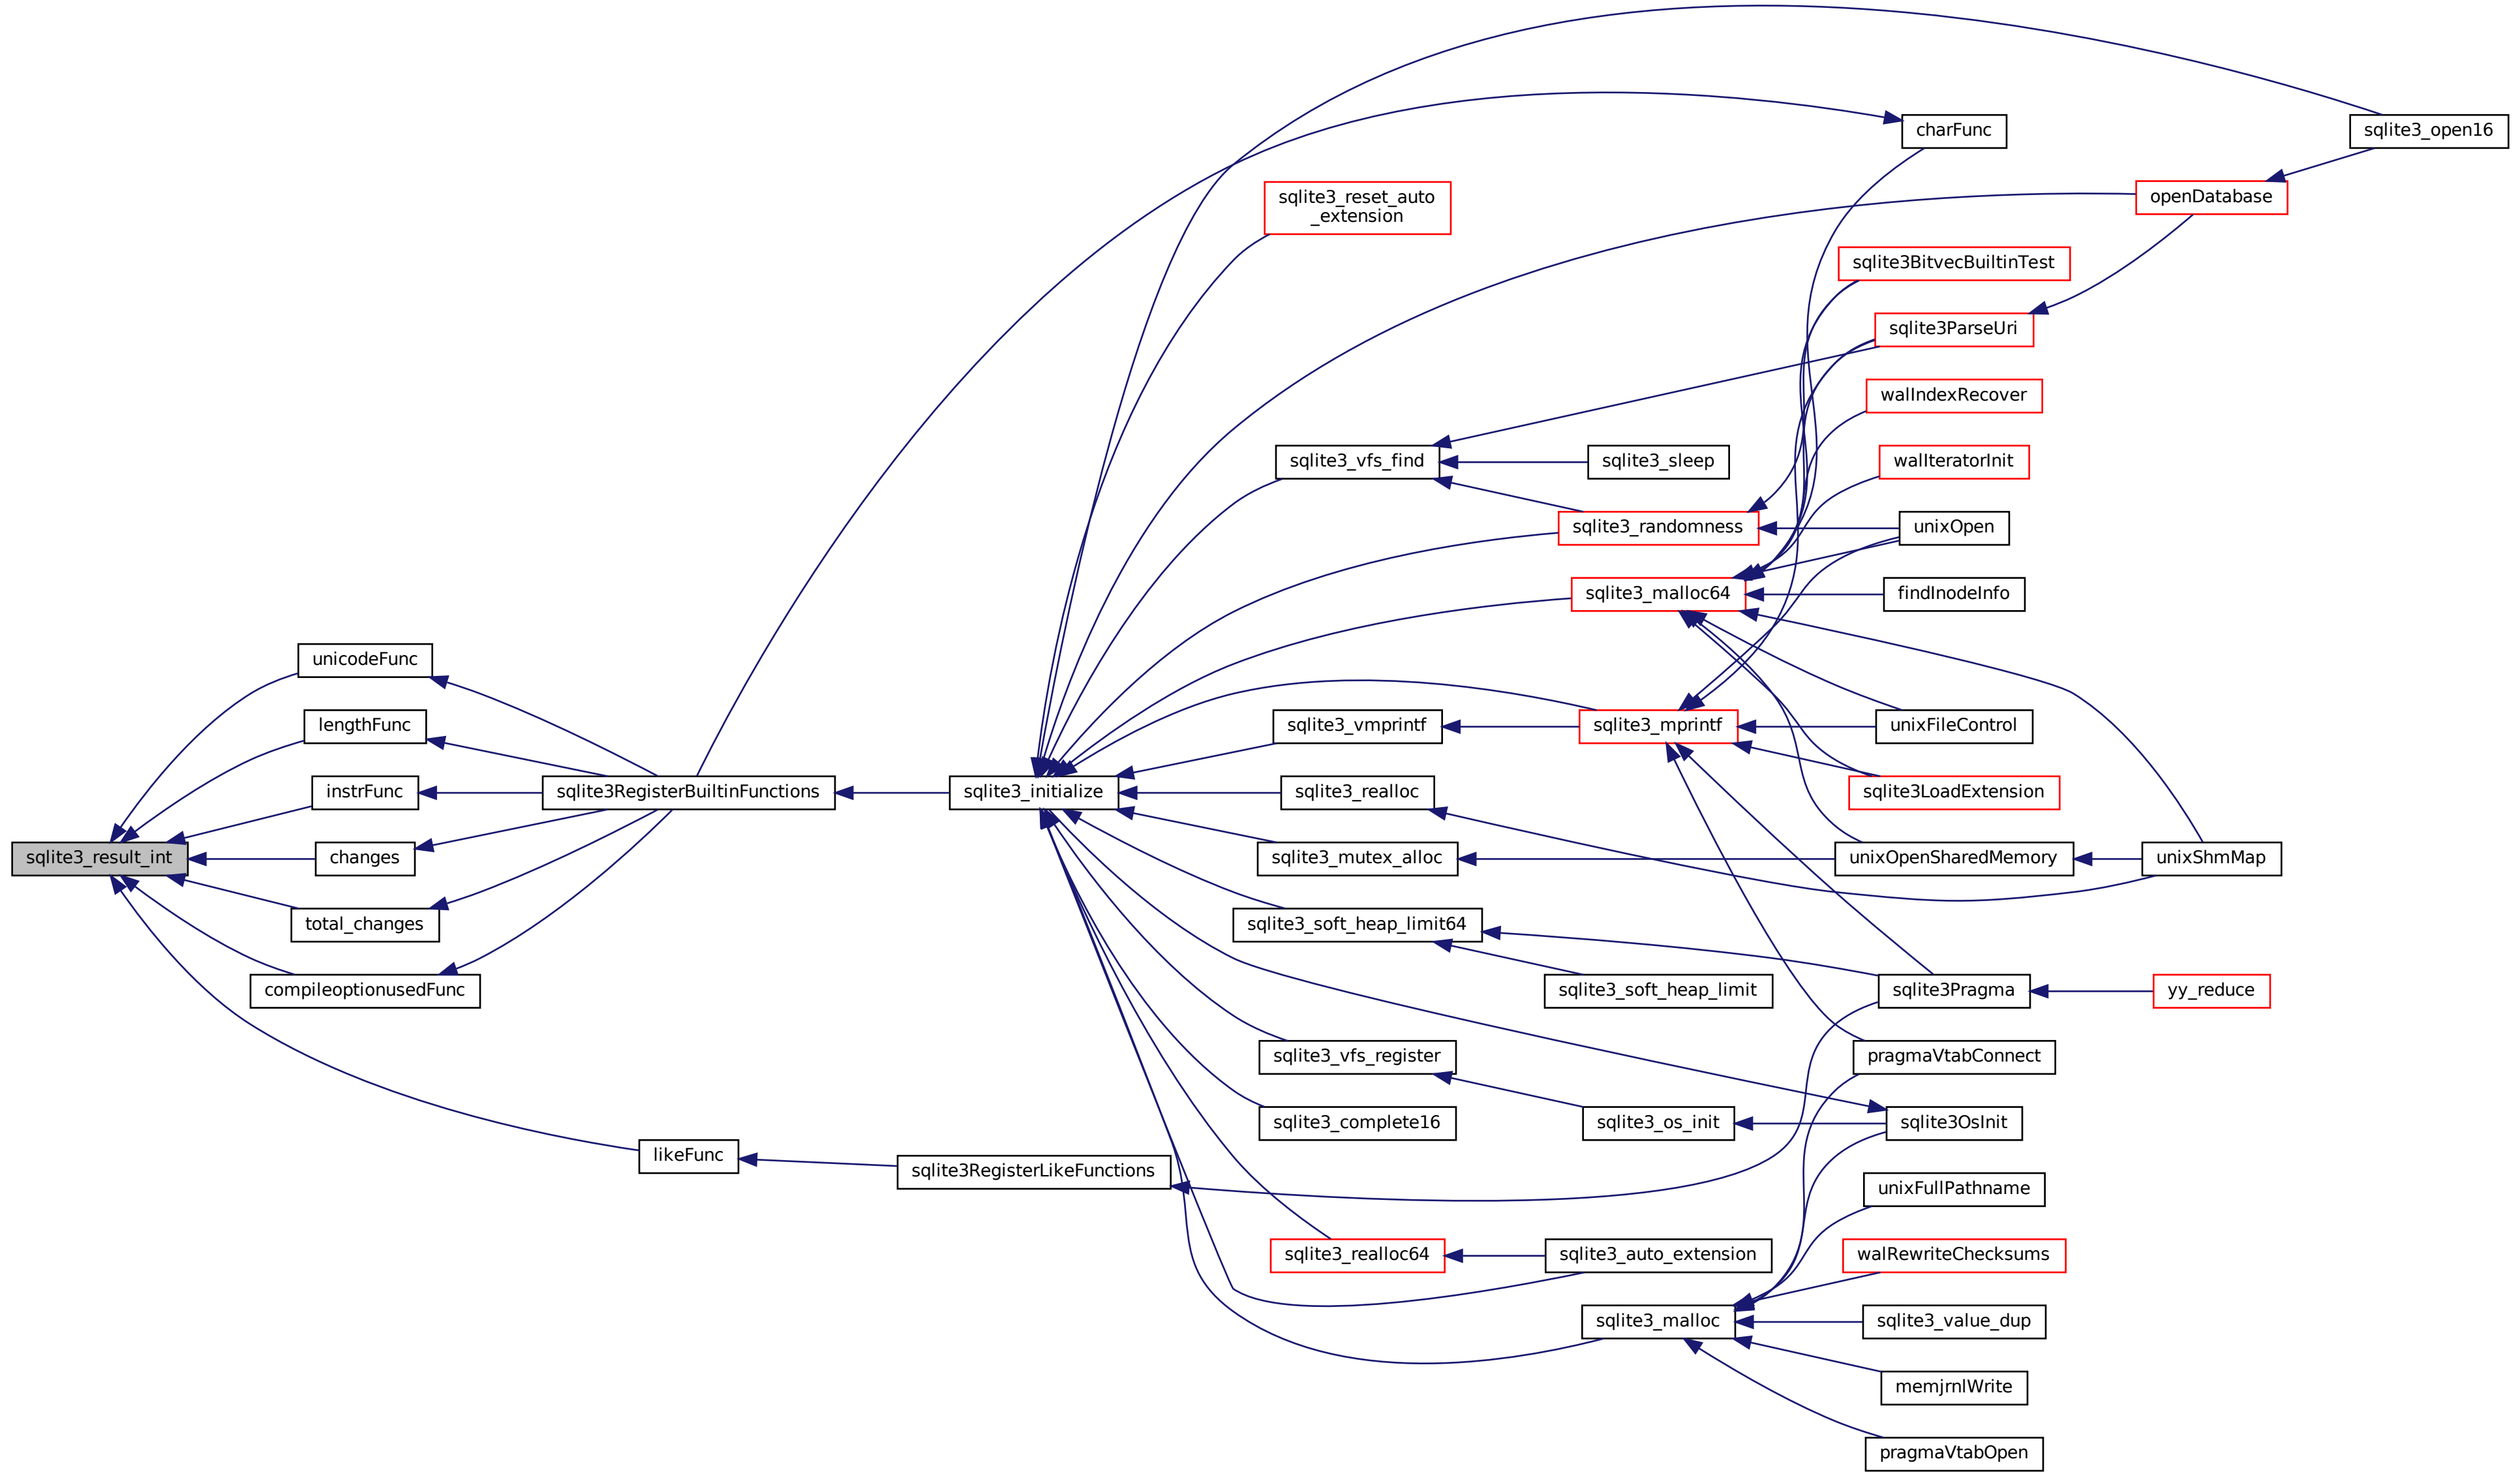 sqlite3_open16
charFunc
sqlite3_reset_auto
_extension
openDatabase
sqlite3BitvecBuiltinTest
sqlite3ParseUri
walIndexRecover
sqlite3_vfs_find
sqlite3_sleep
walIteratorInit
sqlite3_randomness
unixOpen
sqlite3_malloc64
findInodeInfo
unicodeFunc
lengthFunc
sqlite3_vmprintf
sqlite3_mprintf
unixFileControl
instrFunc
sqlite3RegisterBuiltinFunctions
sqlite3_initialize
sqlite3_realloc
sqlite3LoadExtension
sqlite3_result_int
changes
sqlite3_mutex_alloc
unixOpenSharedMemory
unixShmMap
total_changes
sqlite3_soft_heap_limit64
compileoptionusedFunc
sqlite3_soft_heap_limit
sqlite3Pragma
yy_reduce
sqlite3_vfs_register
pragmaVtabConnect
sqlite3_complete16
sqlite3_os_init
sqlite3OsInit
likeFunc
sqlite3RegisterLikeFunctions
unixFullPathname
sqlite3_realloc64
sqlite3_auto_extension
walRewriteChecksums
sqlite3_malloc
sqlite3_value_dup
memjrnlWrite
pragmaVtabOpen